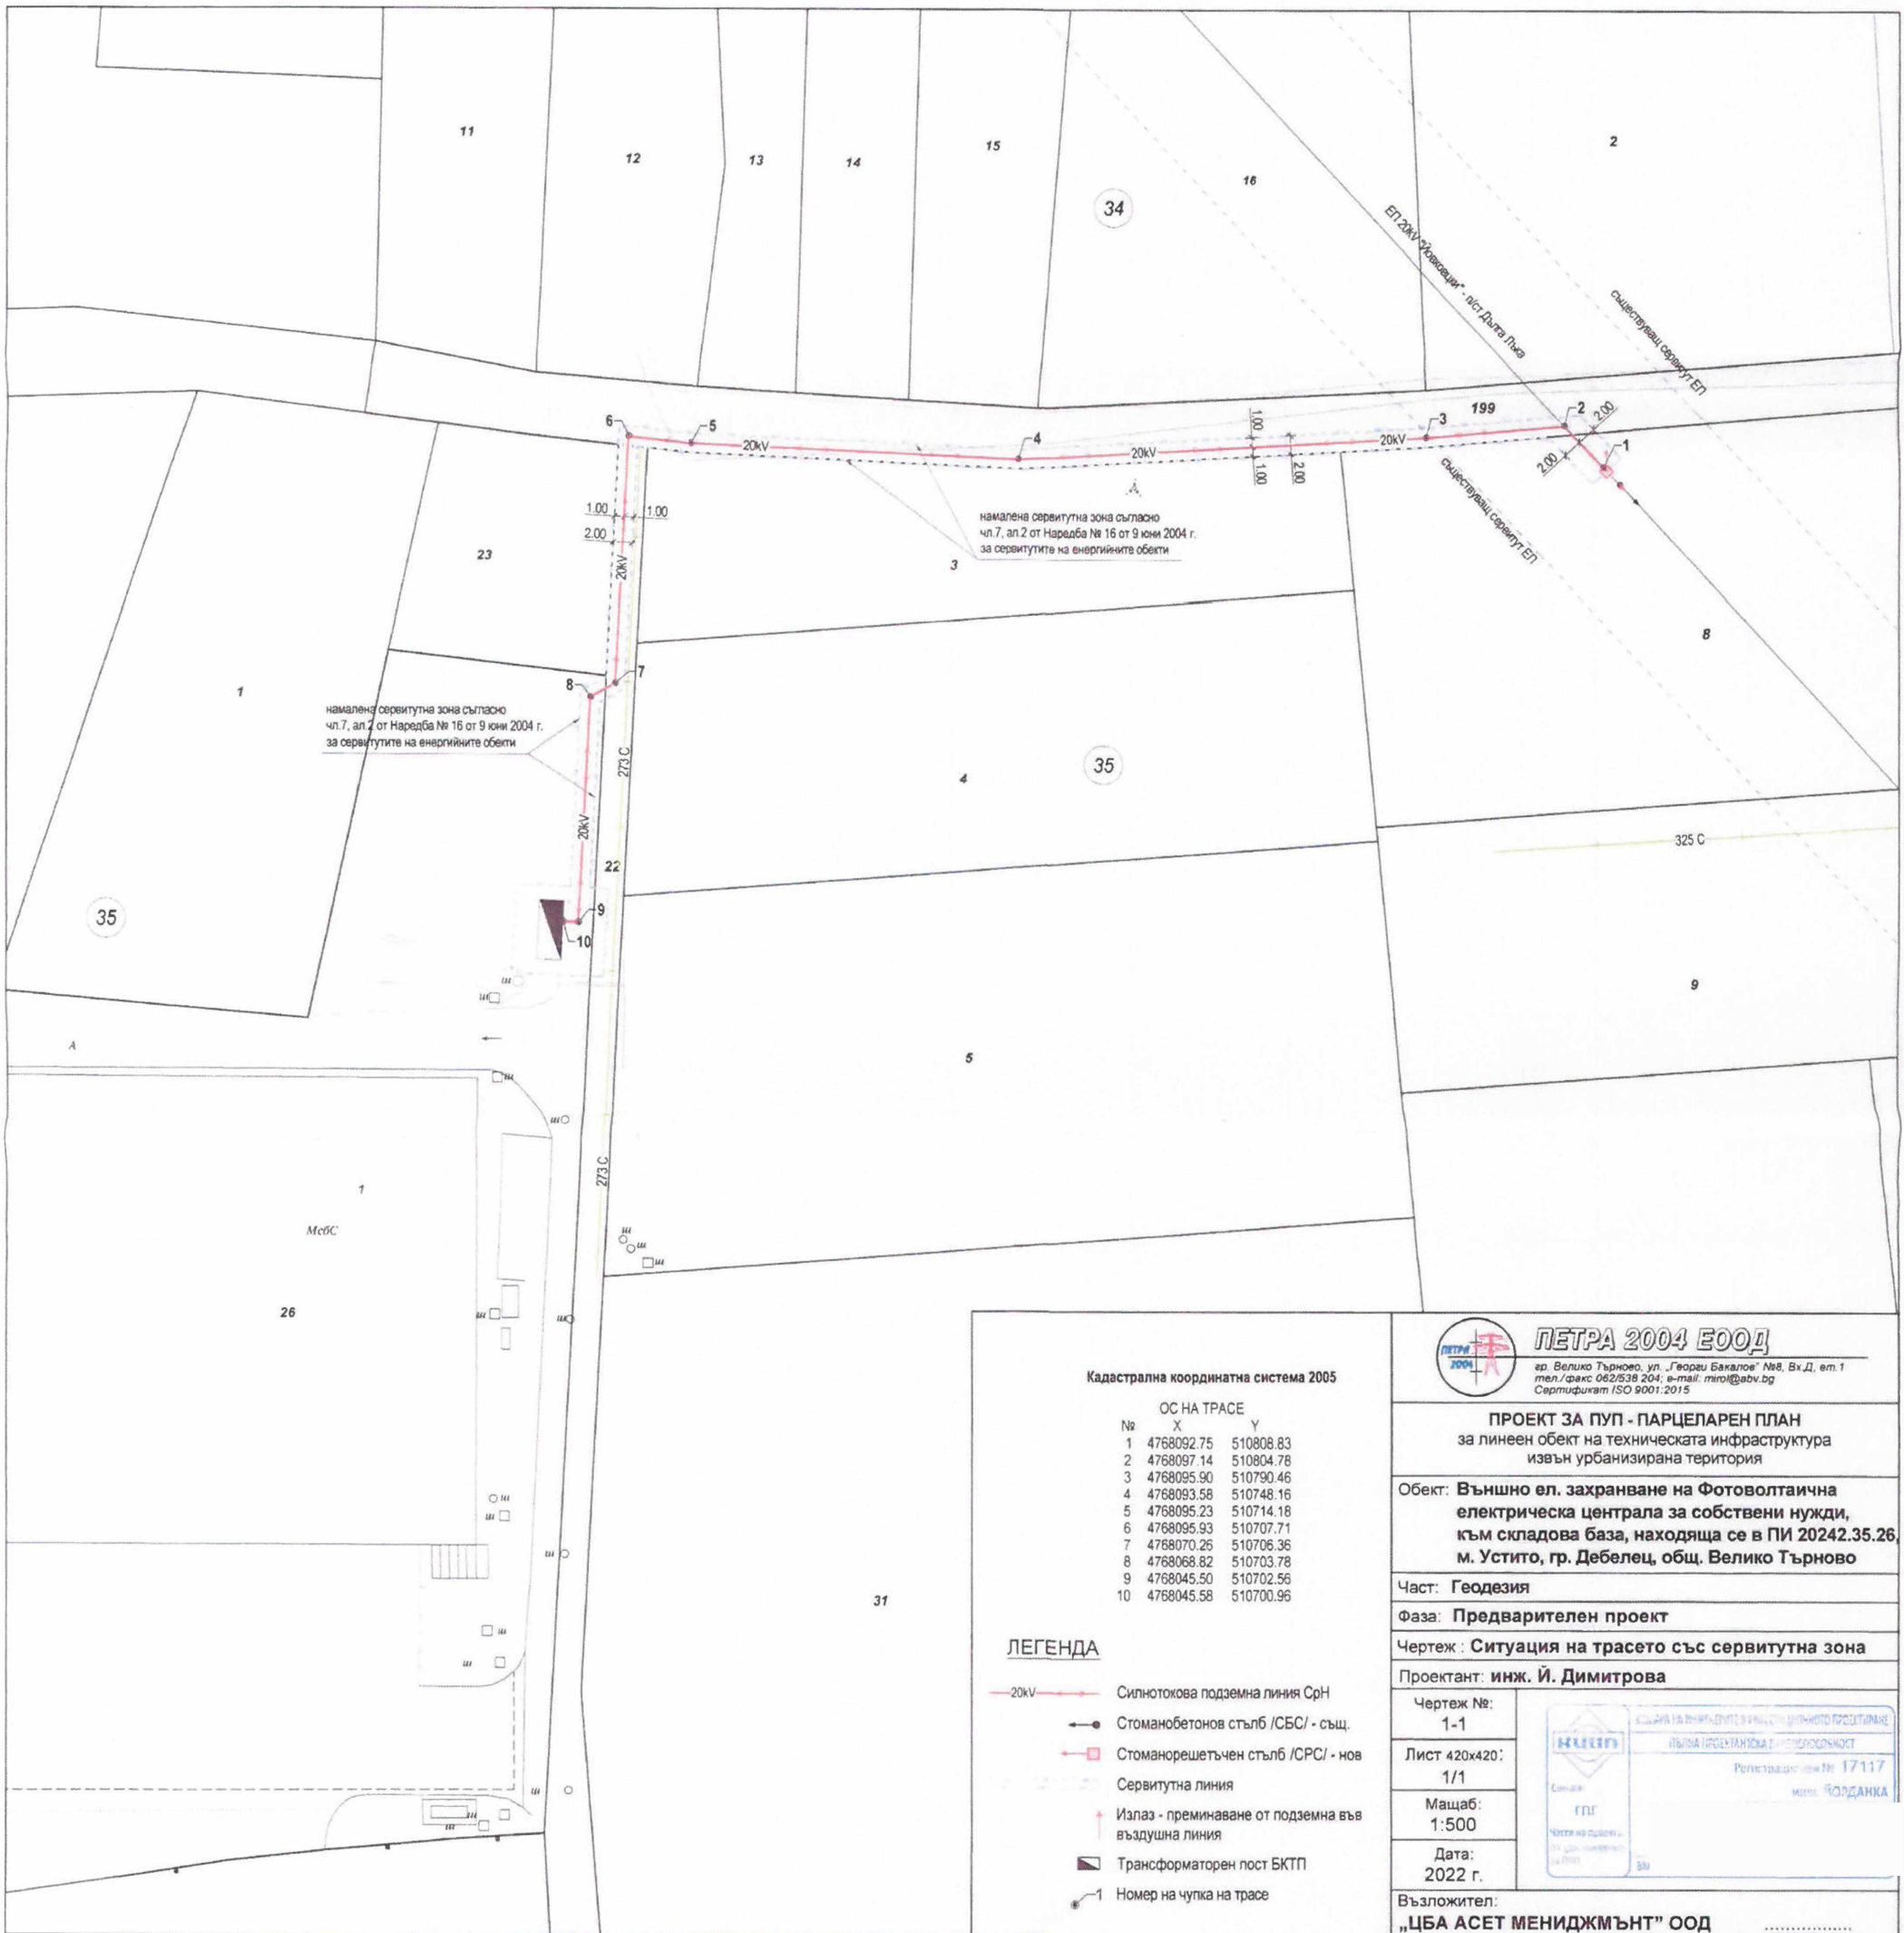 11
12
13
14
15
16
2
34
ЕП 20kV "Йовковци" - п/ст Дълга Лъка
съществуващ сервитут ЕП
199
6
5
4
3
2
1
20kV
20kV
20kV
1.00
1.00
2.00
2.00
2.00
съществуващ сервитут ЕП
A
намалена сервитутна зона съгласно
чл.7, ал.2 от Наредба № 16 от 9 юни 2004 г.
за сервитутите на енергийните обекти
1.00
1.00
2.00
20kV
23
3
8
1
8
7
намалена сервитутна зона съгласно
чл.7, ал.2 от Наредба № 16 от 9 юни 2004 г.
за сервитутите на енергийните обекти
273 C
20kV
22
4
35
325 C
35
9
10
9
ш
ш
A
5
ш
ш
273 C
1
МсбС
26
ш
ш
ш
ш
ш
ш
ш
ш
31
ш
ш
ш
ш
ш
Кадастрална координатна система 2005
ОС НА ТРАСЕ
№ X Y
1 4768092.75 510808.83
2 4768097.14 510804.78
3 4768095.90 510790.46
4 4768093.58 510748.16
5 4768095.23 510714.18
6 4768095.93 510707.71
7 4768070.26 510706.36
8 4768068.82 510703.78
9 4768045.50 510702.56
10 4768045.58 510700.96
ЛЕГЕНДА
20kV Силнотокова подземна линия СрН
Стоманобетонов стълб /СБС/ - същ.
Стоманорешетъчен стълб /СРС/ - нов
Сервитутна линия
Излаз - преминаване от подземна във
въздушна линия
Трансформаторен пост БКТП
1 Номер на чупка на трасе
ПЕТРА
2004
ПЕТРА 2004 ЕООД
гр. Велико Търново, ул. „Георги Бакалов" №8, Вх.Д, ет.1
тел./факс 062/538 204; e-mail: mirol@abv.bg
Сертификат ISO 9001:2015
ПРОЕКТ ЗА ПУП - ПАРЦЕЛАРЕН ПЛАН
за линеен обект на техническата инфраструктура
извън урбанизирана територия
Обект: Външно ел. захранване на Фотоволтаична
електрическа централа за собствени нужди,
към складова база, находяща се в ПИ 20242.35.26,
м. Устито, гр. Дебелец, общ. Велико Търново
Част: Геодезия
Фаза: Предварителен проект
Чертеж : Ситуация на трасето със сервитутна зона
Проектант: инж. Й. Димитрова
Чертеж №:
1-1
Лист 420x420:
1/1
Мащаб:
1:500
Дата:
2022 г.
КИИП
№ 17117
ЙОРДАНКА
ГПГ
Възложител:
„ЦБА АСЕТ МЕНИДЖМЪНТ" ООД ...............